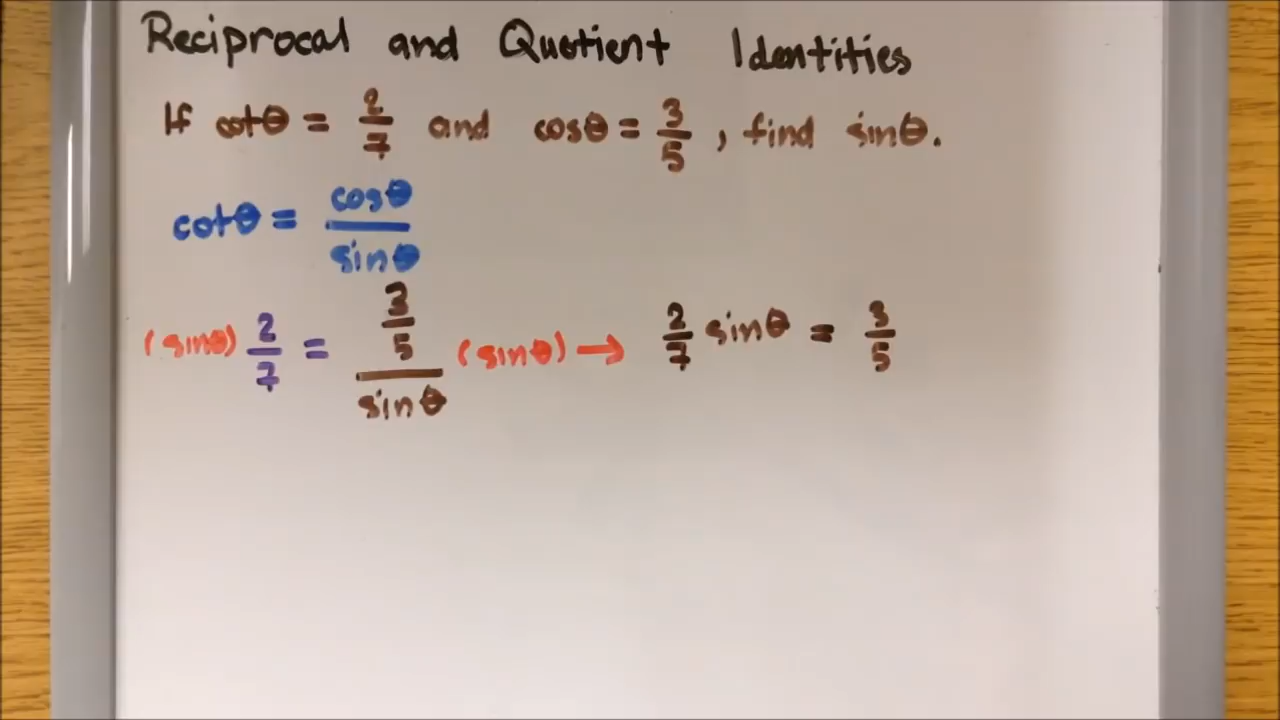 Reciprocal and Quotient Identities
If cotθ = 2/7 and cosθ = 3/5, find sinθ.
cotθ = cosθ/sinθ
(sinθ) 2/7 = 3/5/sinθ (sinθ) → 2/7 sinθ = 3/5